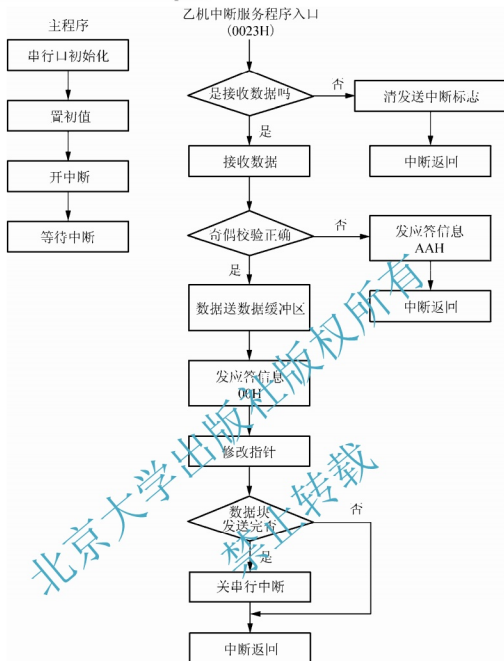 主程序
串行口初始化
置初值
开中断
等待中断
乙机中断服务程序入口
(0023H)
是接收数据吗
否
清发送中断标志
中断返回
是
接收数据
奇偶校验正确
否
发应答信息
AAH
中断返回
是
数据送数据缓冲区
发应答信息
00H
修改指针
数据块
发送完否
否
是
关串行中断
中断返回
北京大学出版社版权所有
禁止转载